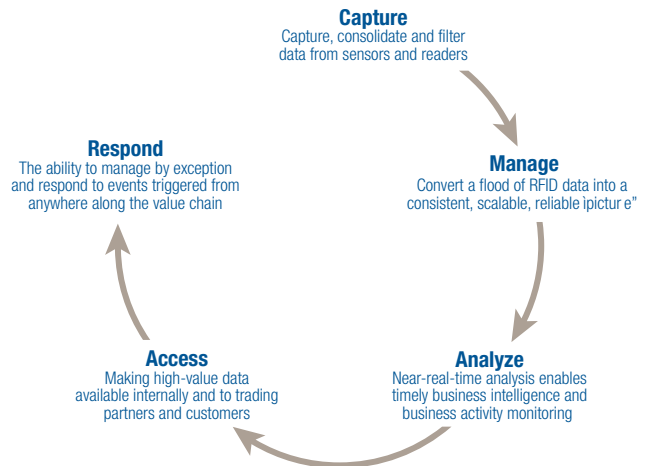 Capture
Capture, consolidate and filter
data from sensors and readers
Respond
The ability to manage by exception
and respond to events triggered from
anywhere along the value chain
Manage
Convert a flood of RFID data into a
consistent, scalable, reliable ìpictur e”
Access
Making high-value data
available internally and to trading
partners and customers
Analyze
Near-real-time analysis enables
timely business intelligence and
business activity monitoring